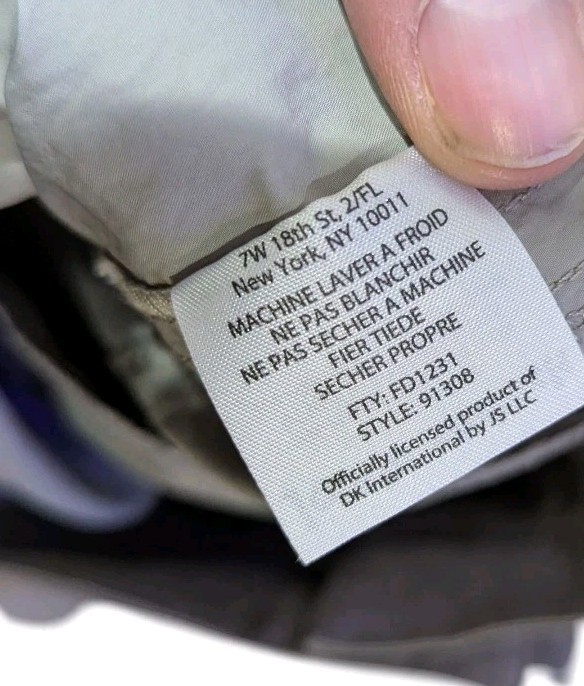 7W 18th St, 2/FL
New York, NY 10011
MACHINE LAVER A FROID
NE PAS BLANCHIR
NE PAS SECHER A MACHINE
FIER TIEDE
SECHER PROPRE
FTY: FD1231
STYLE: 91308
Officially licensed product of
DK International by JS LLC